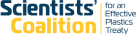 Scientists'
Coalition
for an
Effective
Plastics
Treaty